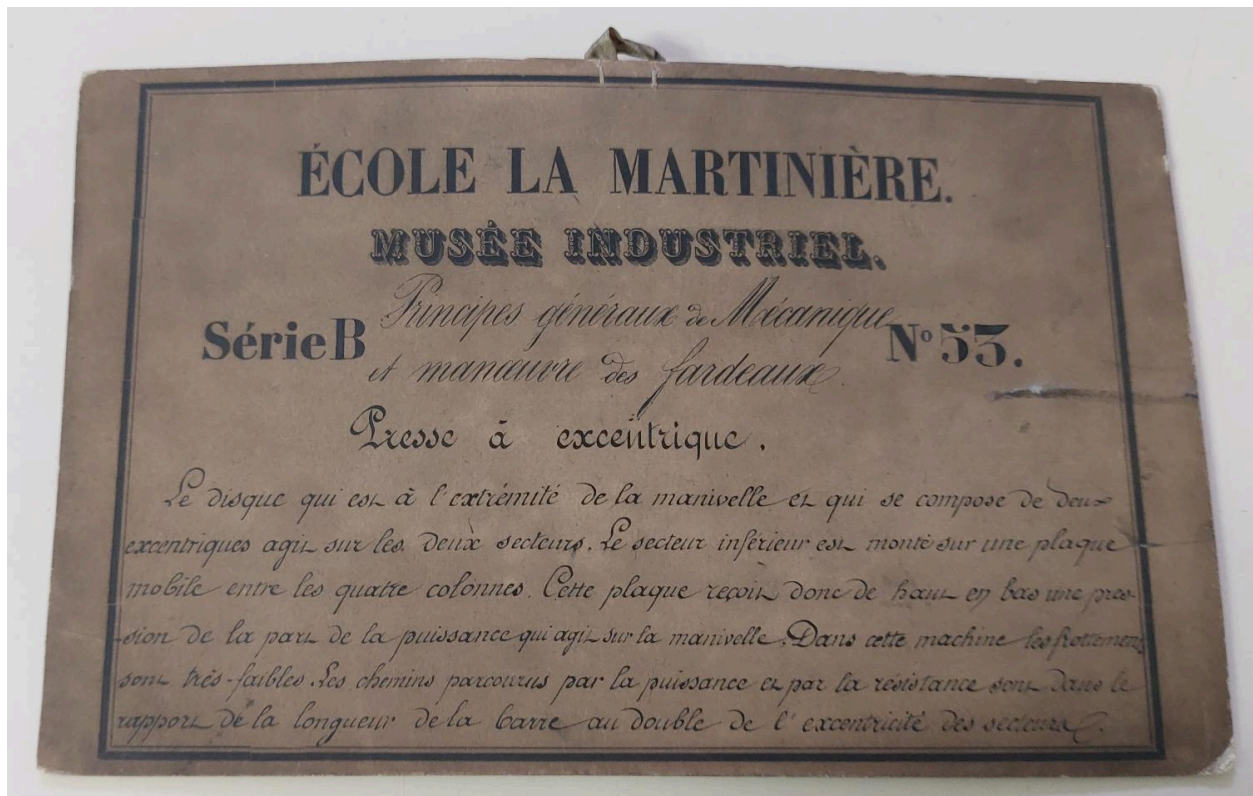 ÉCOLE LA MARTINIÈRE.
MUSÉE INDUSTRIEL.
Série B Principes généraux de Mécanique N° 53.
et manœuvre des fardeaux.
Presse à excentrique.
Le disque qui est à l'extrémité de la manivelle et qui se compose de deux
excentriques agit sur les deux secteurs. Le secteur inférieur est monté sur une plaque
mobile entre les quatre colonnes. Cette plaque reçoit donc de haut en bas une pres-
sion de la part de la puissance qui agit sur la manivelle. Dans cette machine les frottements
sont très-faibles. Les chemins parcourus par la puissance et par la résistance sont dans le
rapport de la longueur de la barre au double de l'excentricité des secteurs.